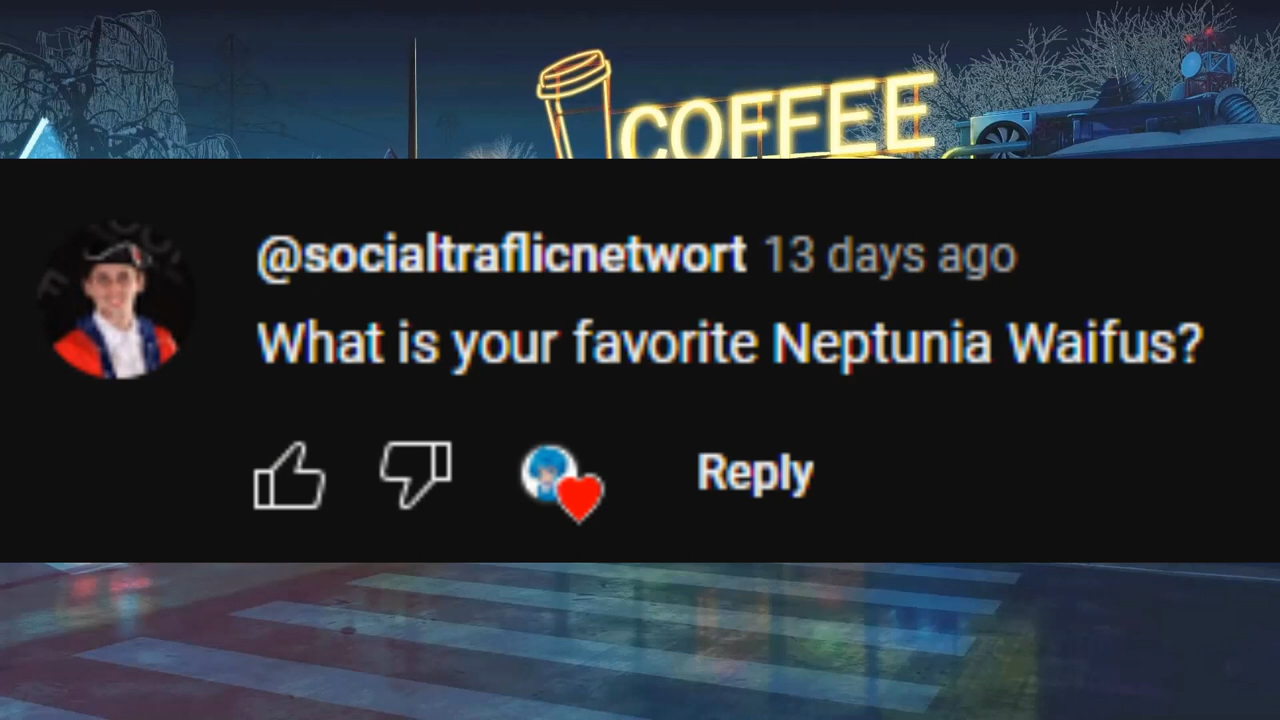 COFFEE
@socialtraflicnetwort 13 days ago
What is your favorite Neptunia Waifus?
Reply